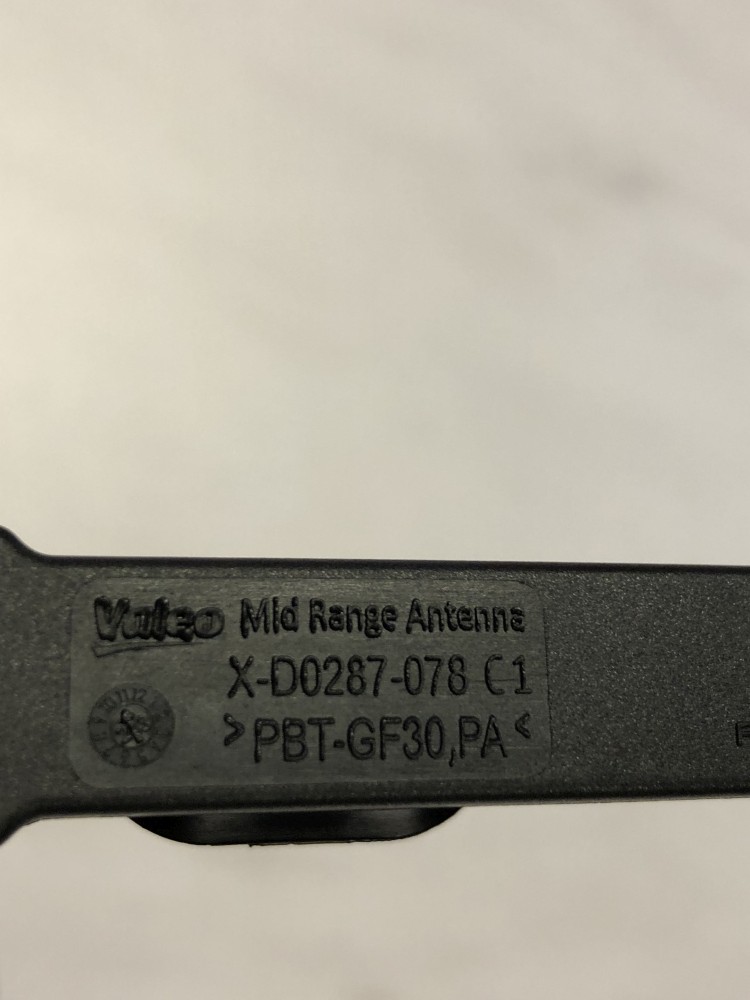 Valeo Mid Range Antenna
X-D0287-078 C1
>PBT-GF30,PA<